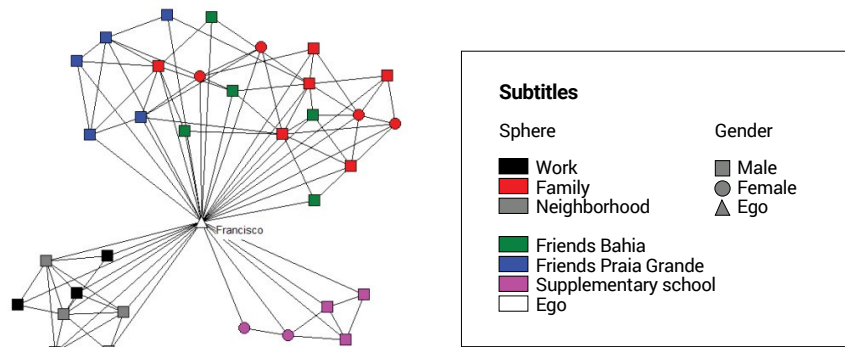 Francisco
Subtitles
Sphere
Gender
Work
Family
Neighborhood
Male
Female
Ego
Friends Bahia
Friends Praia Grande
Supplementary school
Ego